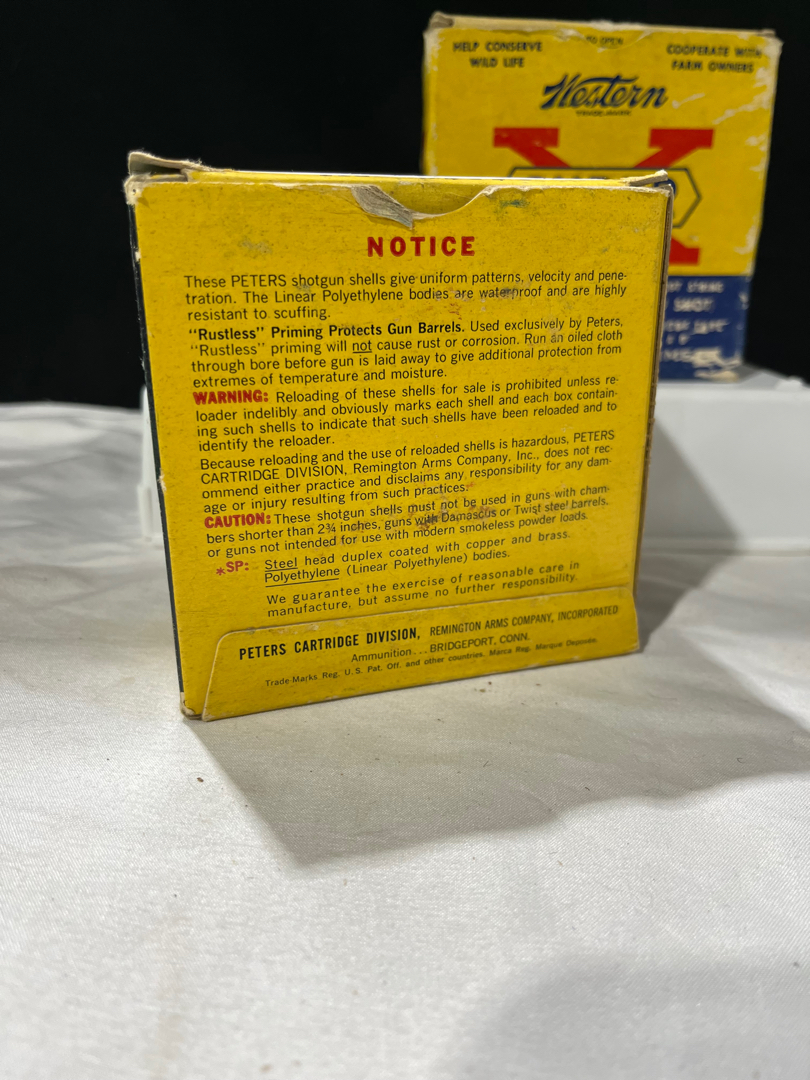 HELP CONSERVE
WILD LIFE
TO OPEN
COOPERATE WITH
FARM OWNERS
Western
TRADE-MARK
X
SHOT
NOTICE
These PETERS shotgun shells give uniform patterns, velocity and pene-
tration. The Linear Polyethylene bodies are waterproof and are highly
resistant to scuffing.
"Rustless" Priming Protects Gun Barrels. Used exclusively by Peters,
"Rustless" priming will not cause rust or corrosion. Run an oiled cloth
through bore before gun is laid away to give additional protection from
extremes of temperature and moisture.
WARNING: Reloading of these shells for sale is prohibited unless re-
loader indelibly and obviously marks each shell and each box contain-
ing such shells to indicate that such shells have been reloaded and to
identify the reloader.
Because reloading and the use of reloaded shells is hazardous, PETERS
CARTRIDGE DIVISION, Remington Arms Company, Inc., does not rec-
ommend either practice and disclaims any responsibility for any dam-
age or injury resulting from such practices.
CAUTION: These shotgun shells must not be used in guns with cham-
bers shorter than 2¾ inches, guns with Damascus or Twist steel barrels,
or guns not intended for use with modern smokeless powder loads.
*SP: Steel head duplex coated with copper and brass.
Polyethylene (Linear Polyethylene) bodies.
We guarantee the exercise of reasonable care in
manufacture, but assume no further responsibility.
PETERS CARTRIDGE DIVISION, REMINGTON ARMS COMPANY, INCORPORATED
Ammunition...BRIDGEPORT, CONN.
Trade Marks Reg. U.S. Pat. Off. and other countries. Marca Reg. Marque Deposée.